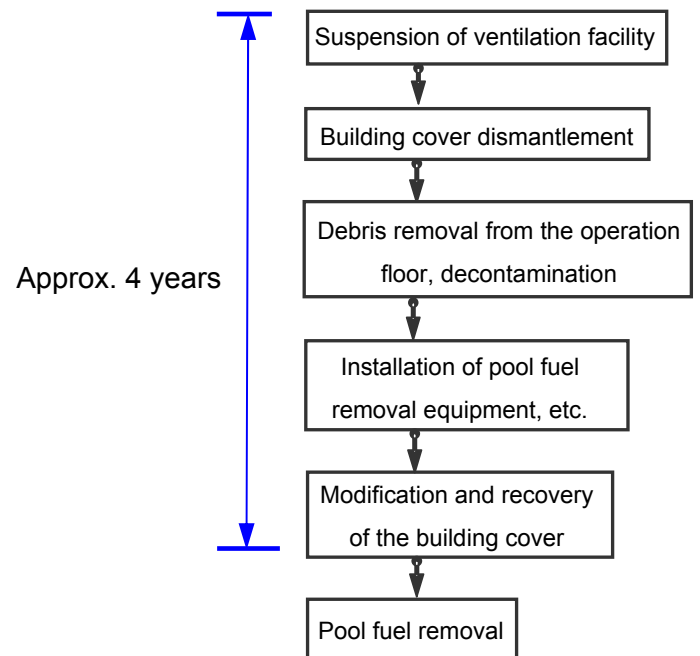 Suspension of ventilation facility
Building cover dismantlement
Debris removal from the operation
floor, decontamination
Approx. 4 years
Installation of pool fuel
removal equipment, etc.
Modification and recovery
of the building cover
Pool fuel removal